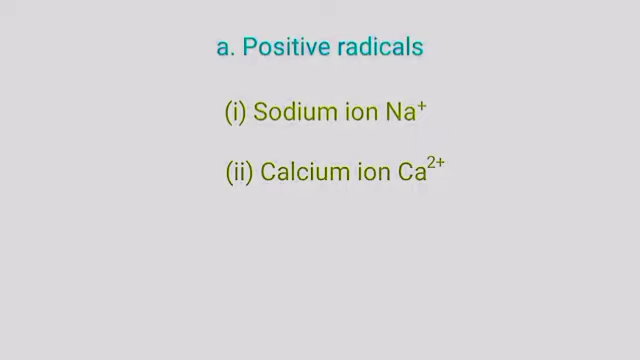 a. Positive radicals
(i) Sodium ion Na⁺
(ii) Calcium ion Ca²⁺